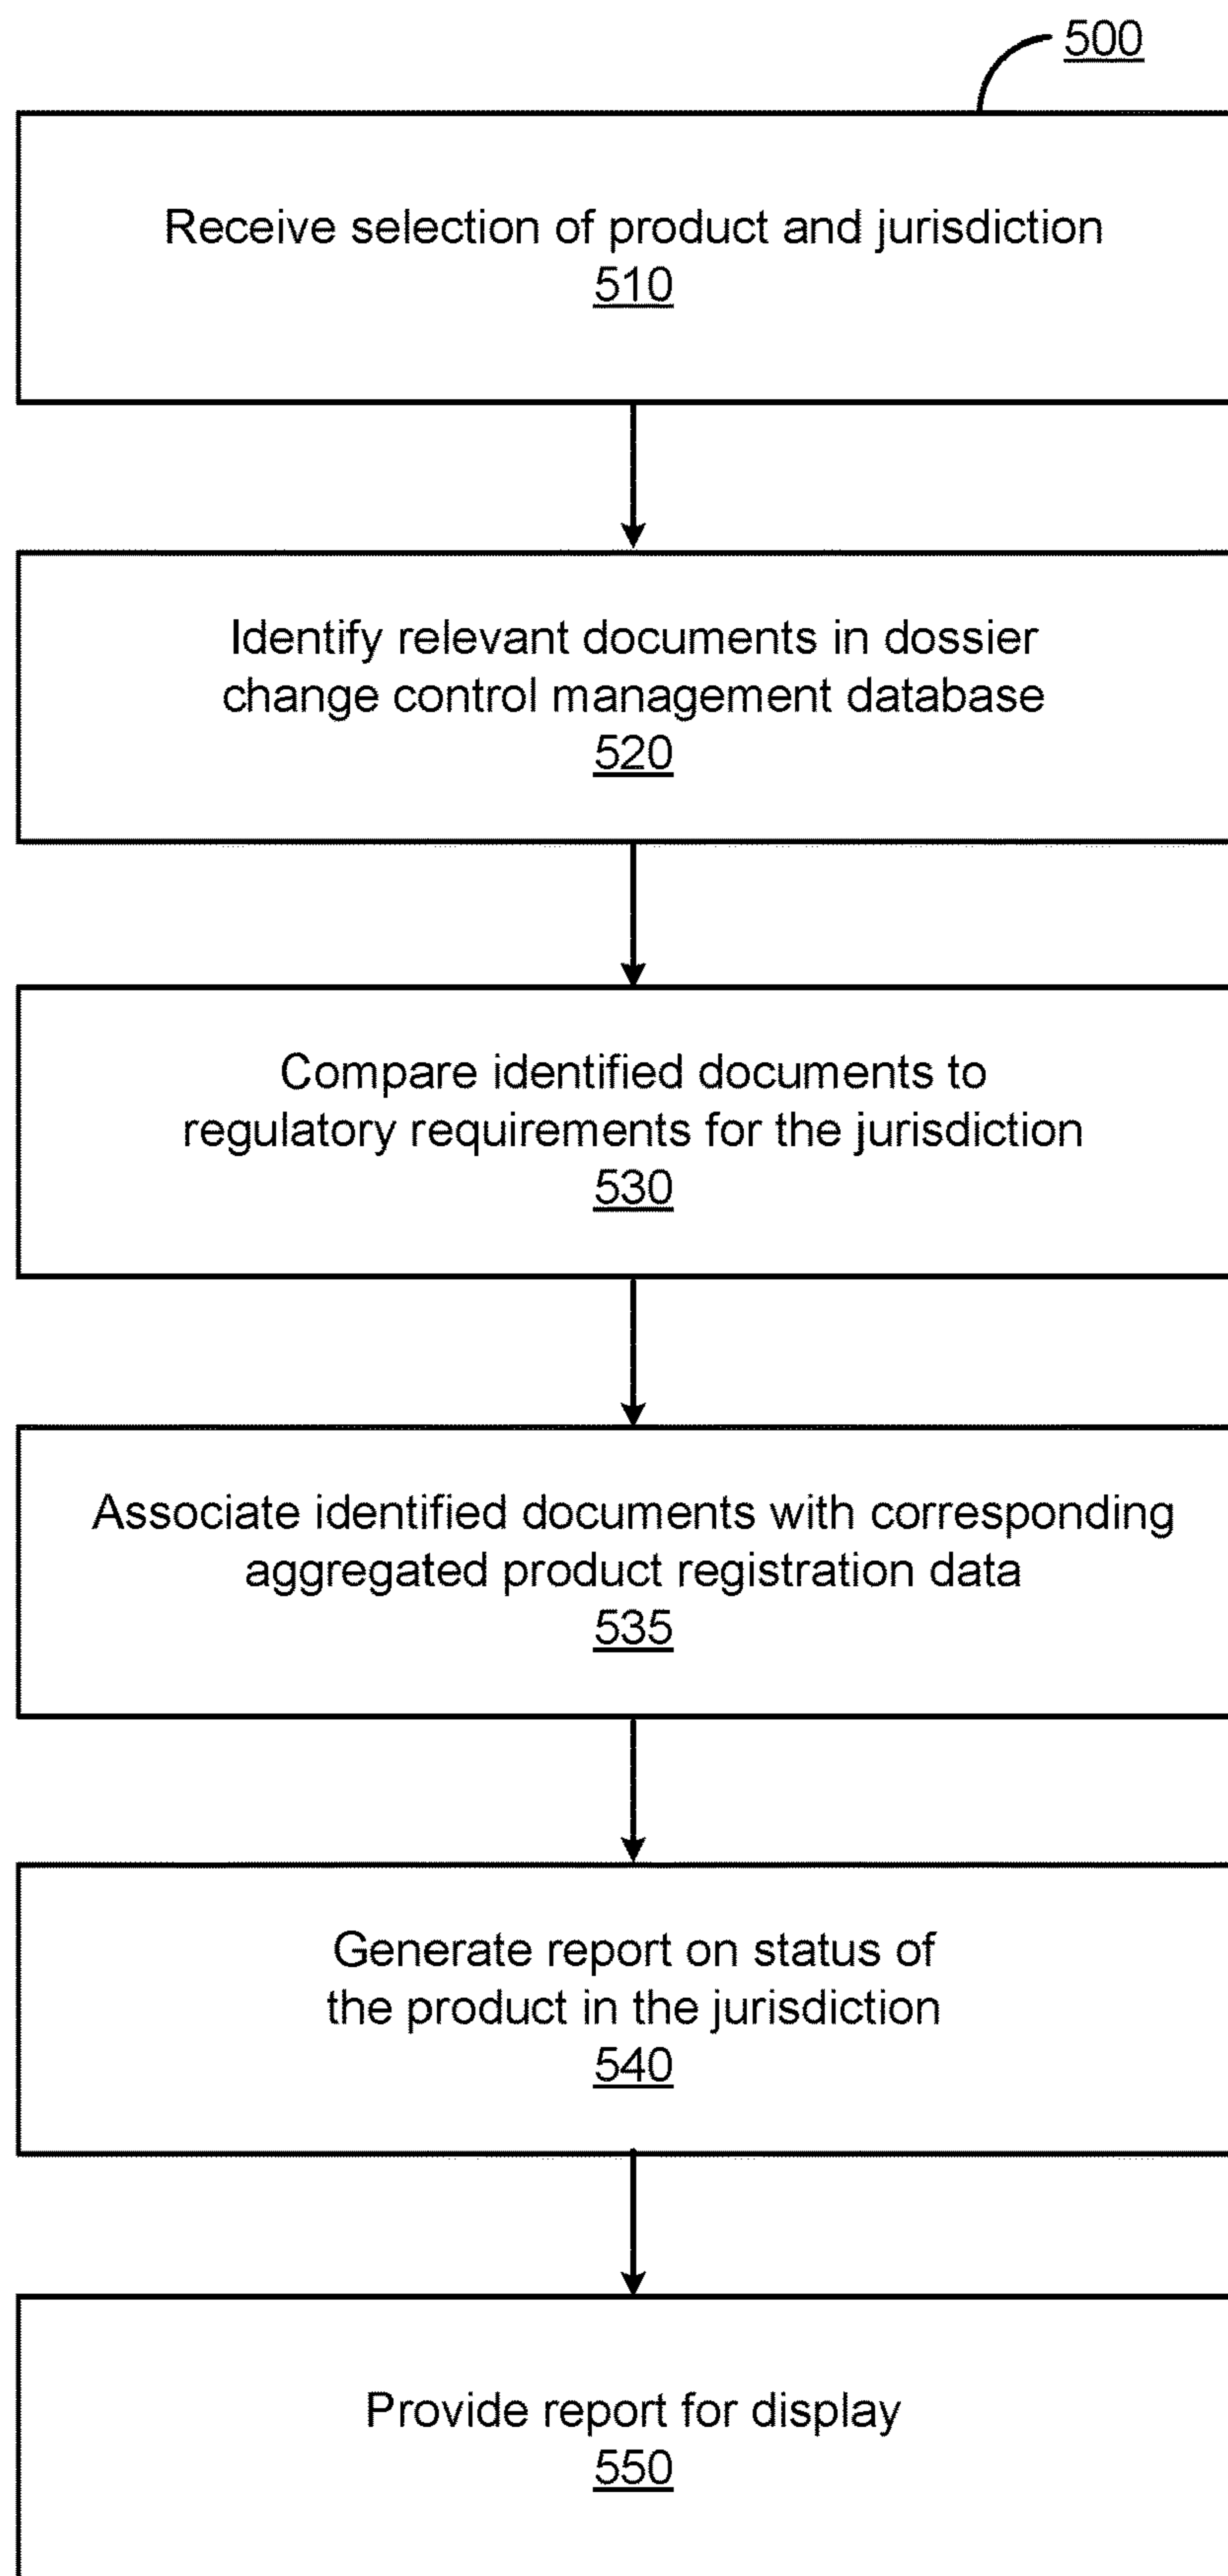 500
Receive selection of product and jurisdiction
510
Identify relevant documents in dossier
change control management database
520
Compare identified documents to
regulatory requirements for the jurisdiction
530
Associate identified documents with corresponding
aggregated product registration data
535
Generate report on status of
the product in the jurisdiction
540
Provide report for display
550